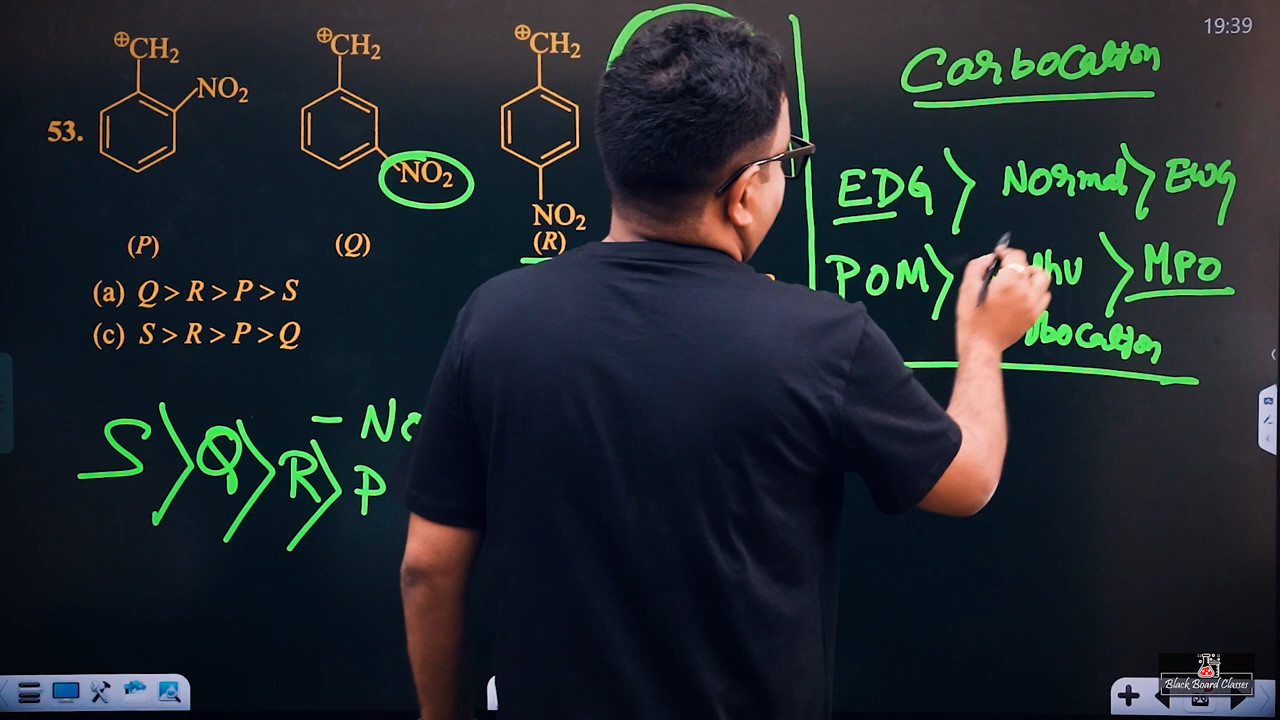 19:39
⊕CH2 ⊕CH2 ⊕CH2
NO2
53.
NO2
NO2
(P) (Q) (R)
(a) Q > R > P > S
(c) S > R > P > Q
S > Q > R > P
Carbocation
EDG > Normal > EWG
POM > > MPO
Black Board Classes